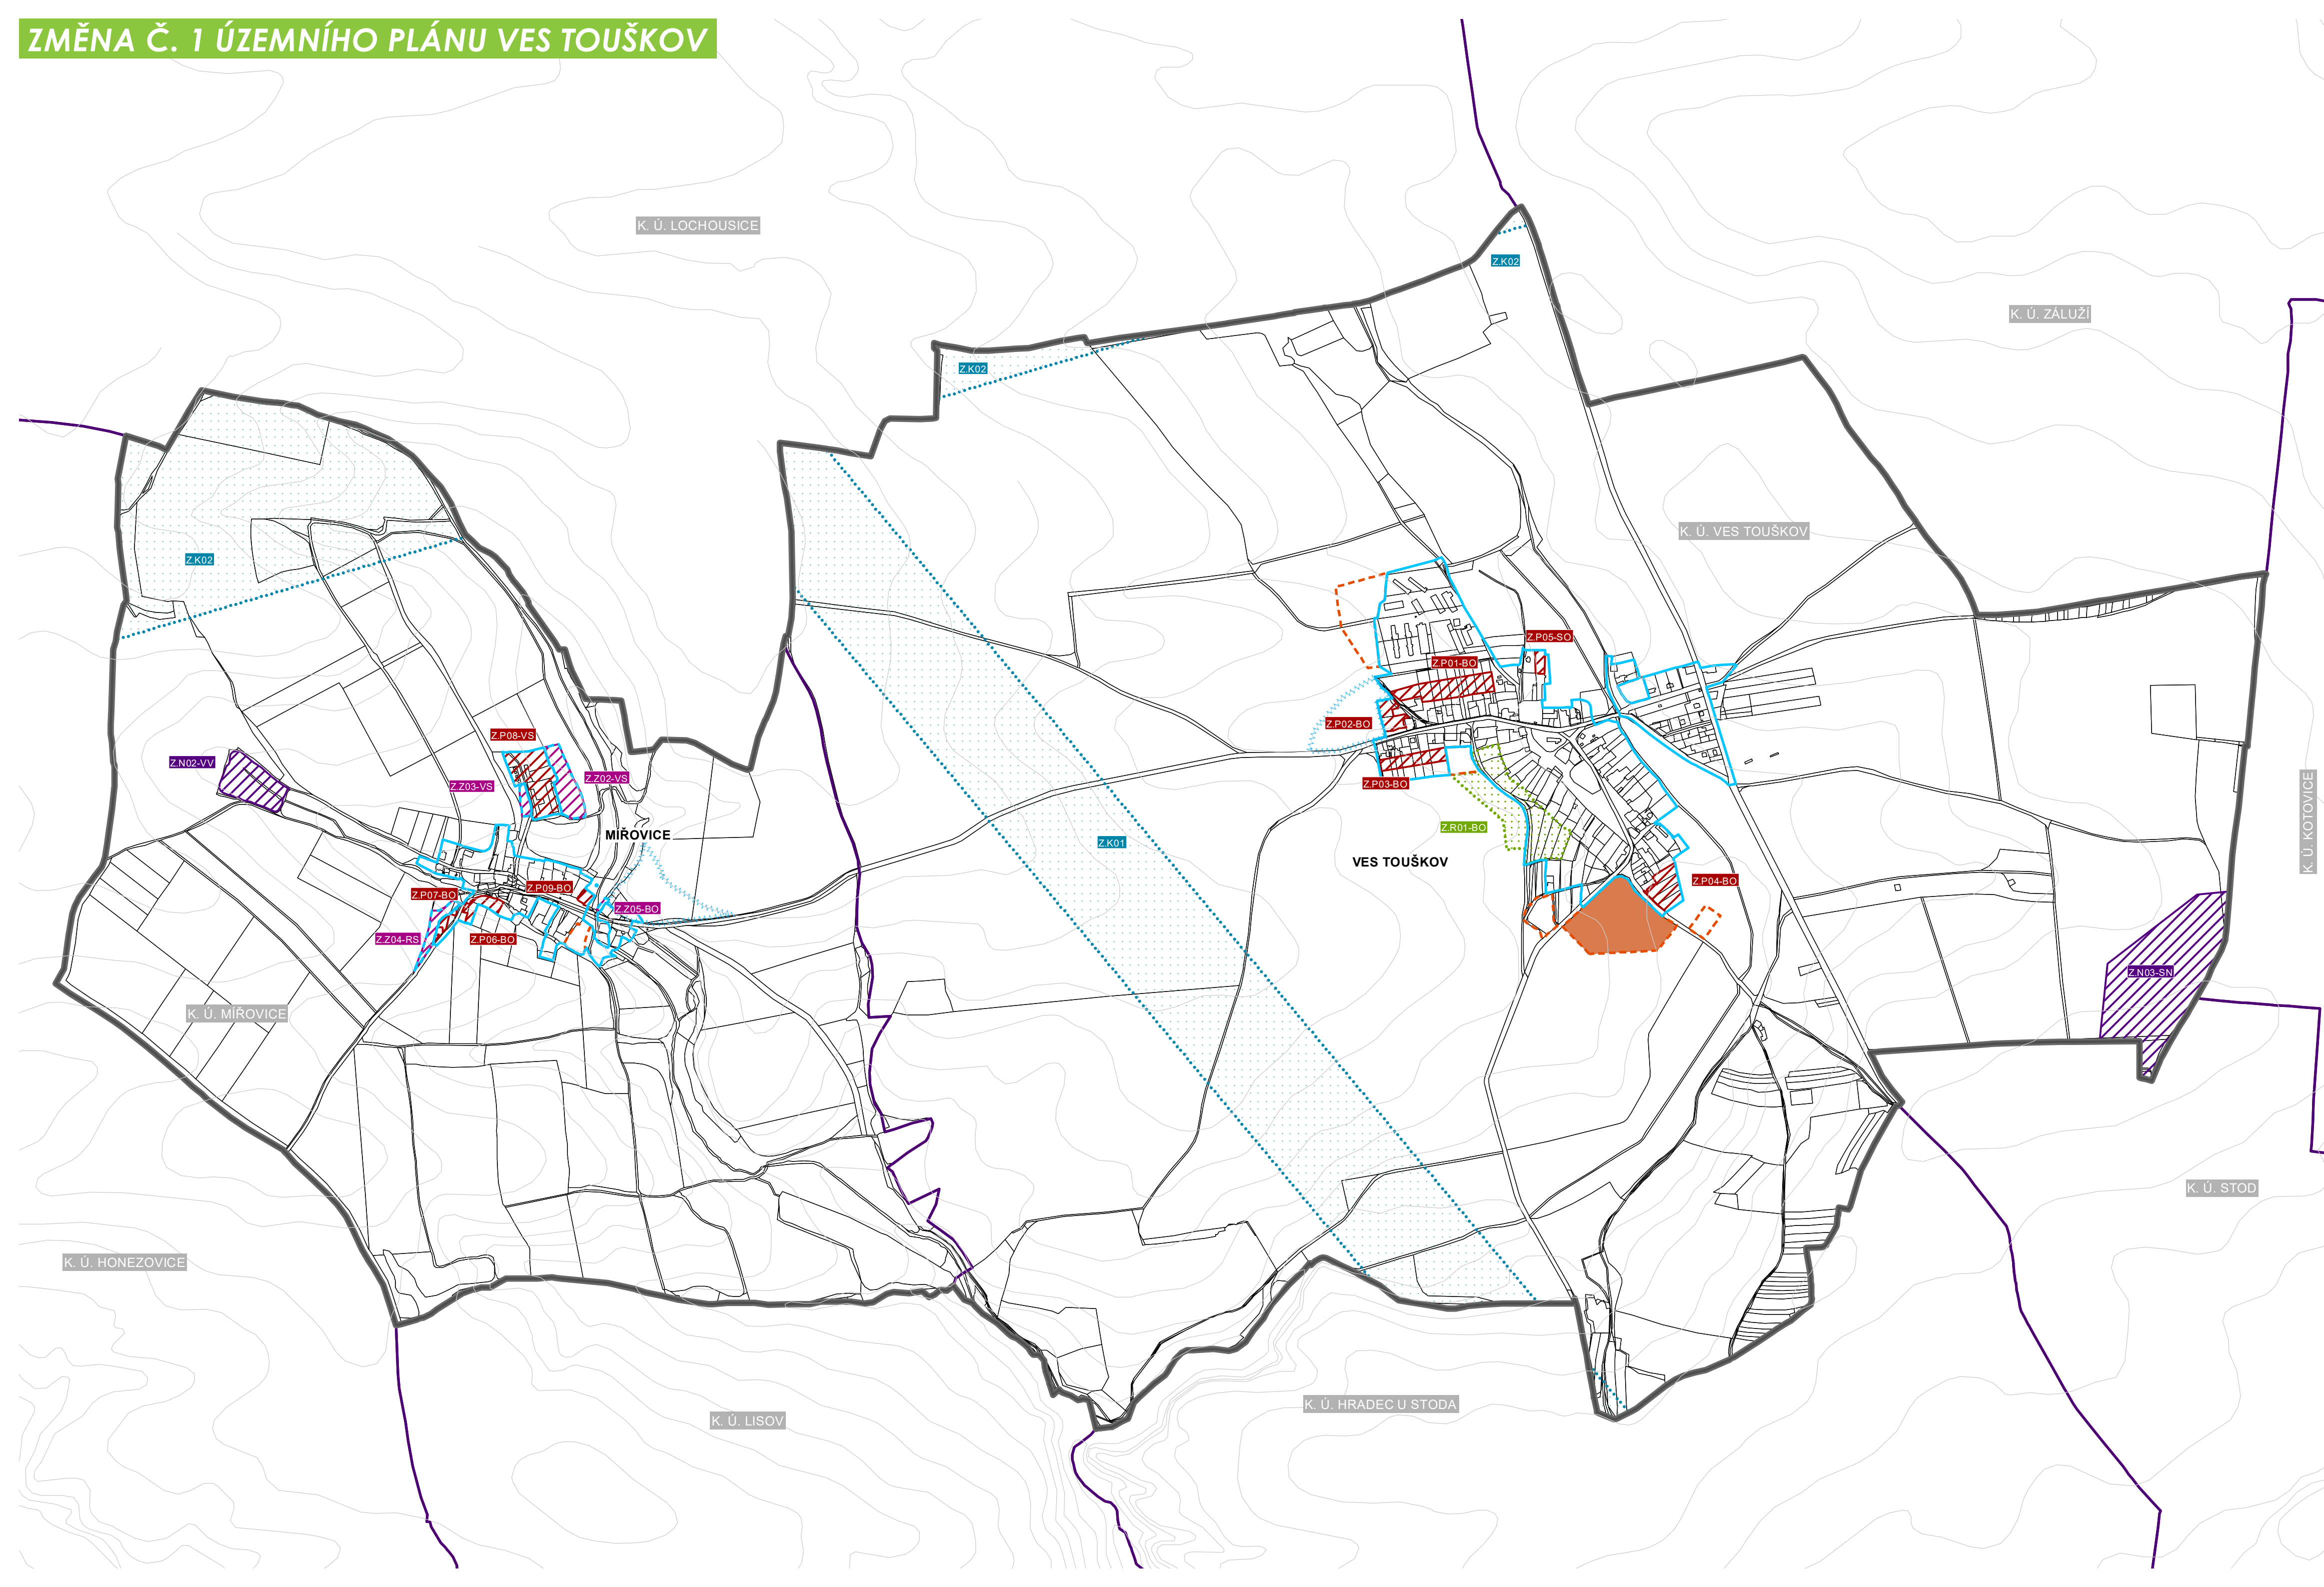 ZMĚNA Č. 1 ÚZEMNÍHO PLÁNU VES TOUŠKOV
K. Ú. LOCHOUSICE
Z.K02
K. Ú. ZÁLUŽÍ
Z.K02
K. Ú. VES TOUŠKOV
Z.K02
Z.P05-SO
Z.P01-BO
Z.P02-BO
Z.P08-VS
Z.N02-VV
Z.Z02-VS
Z.Z03-VS
Z.P03-BO
K. Ú. KOTOVICE
Z.R01-BO
MÍŘOVICE
Z.K01
VES TOUŠKOV
Z.P04-BO
Z.P09-BO
Z.P07-BO
Z.Z05-BO
Z.Z04-RS
Z.P06-BO
Z.N03-SN
K. Ú. MÍŘOVICE
K. Ú. STOD
K. Ú. HONEZOVICE
K. Ú. HRADEC U STODA
K. Ú. LISOV